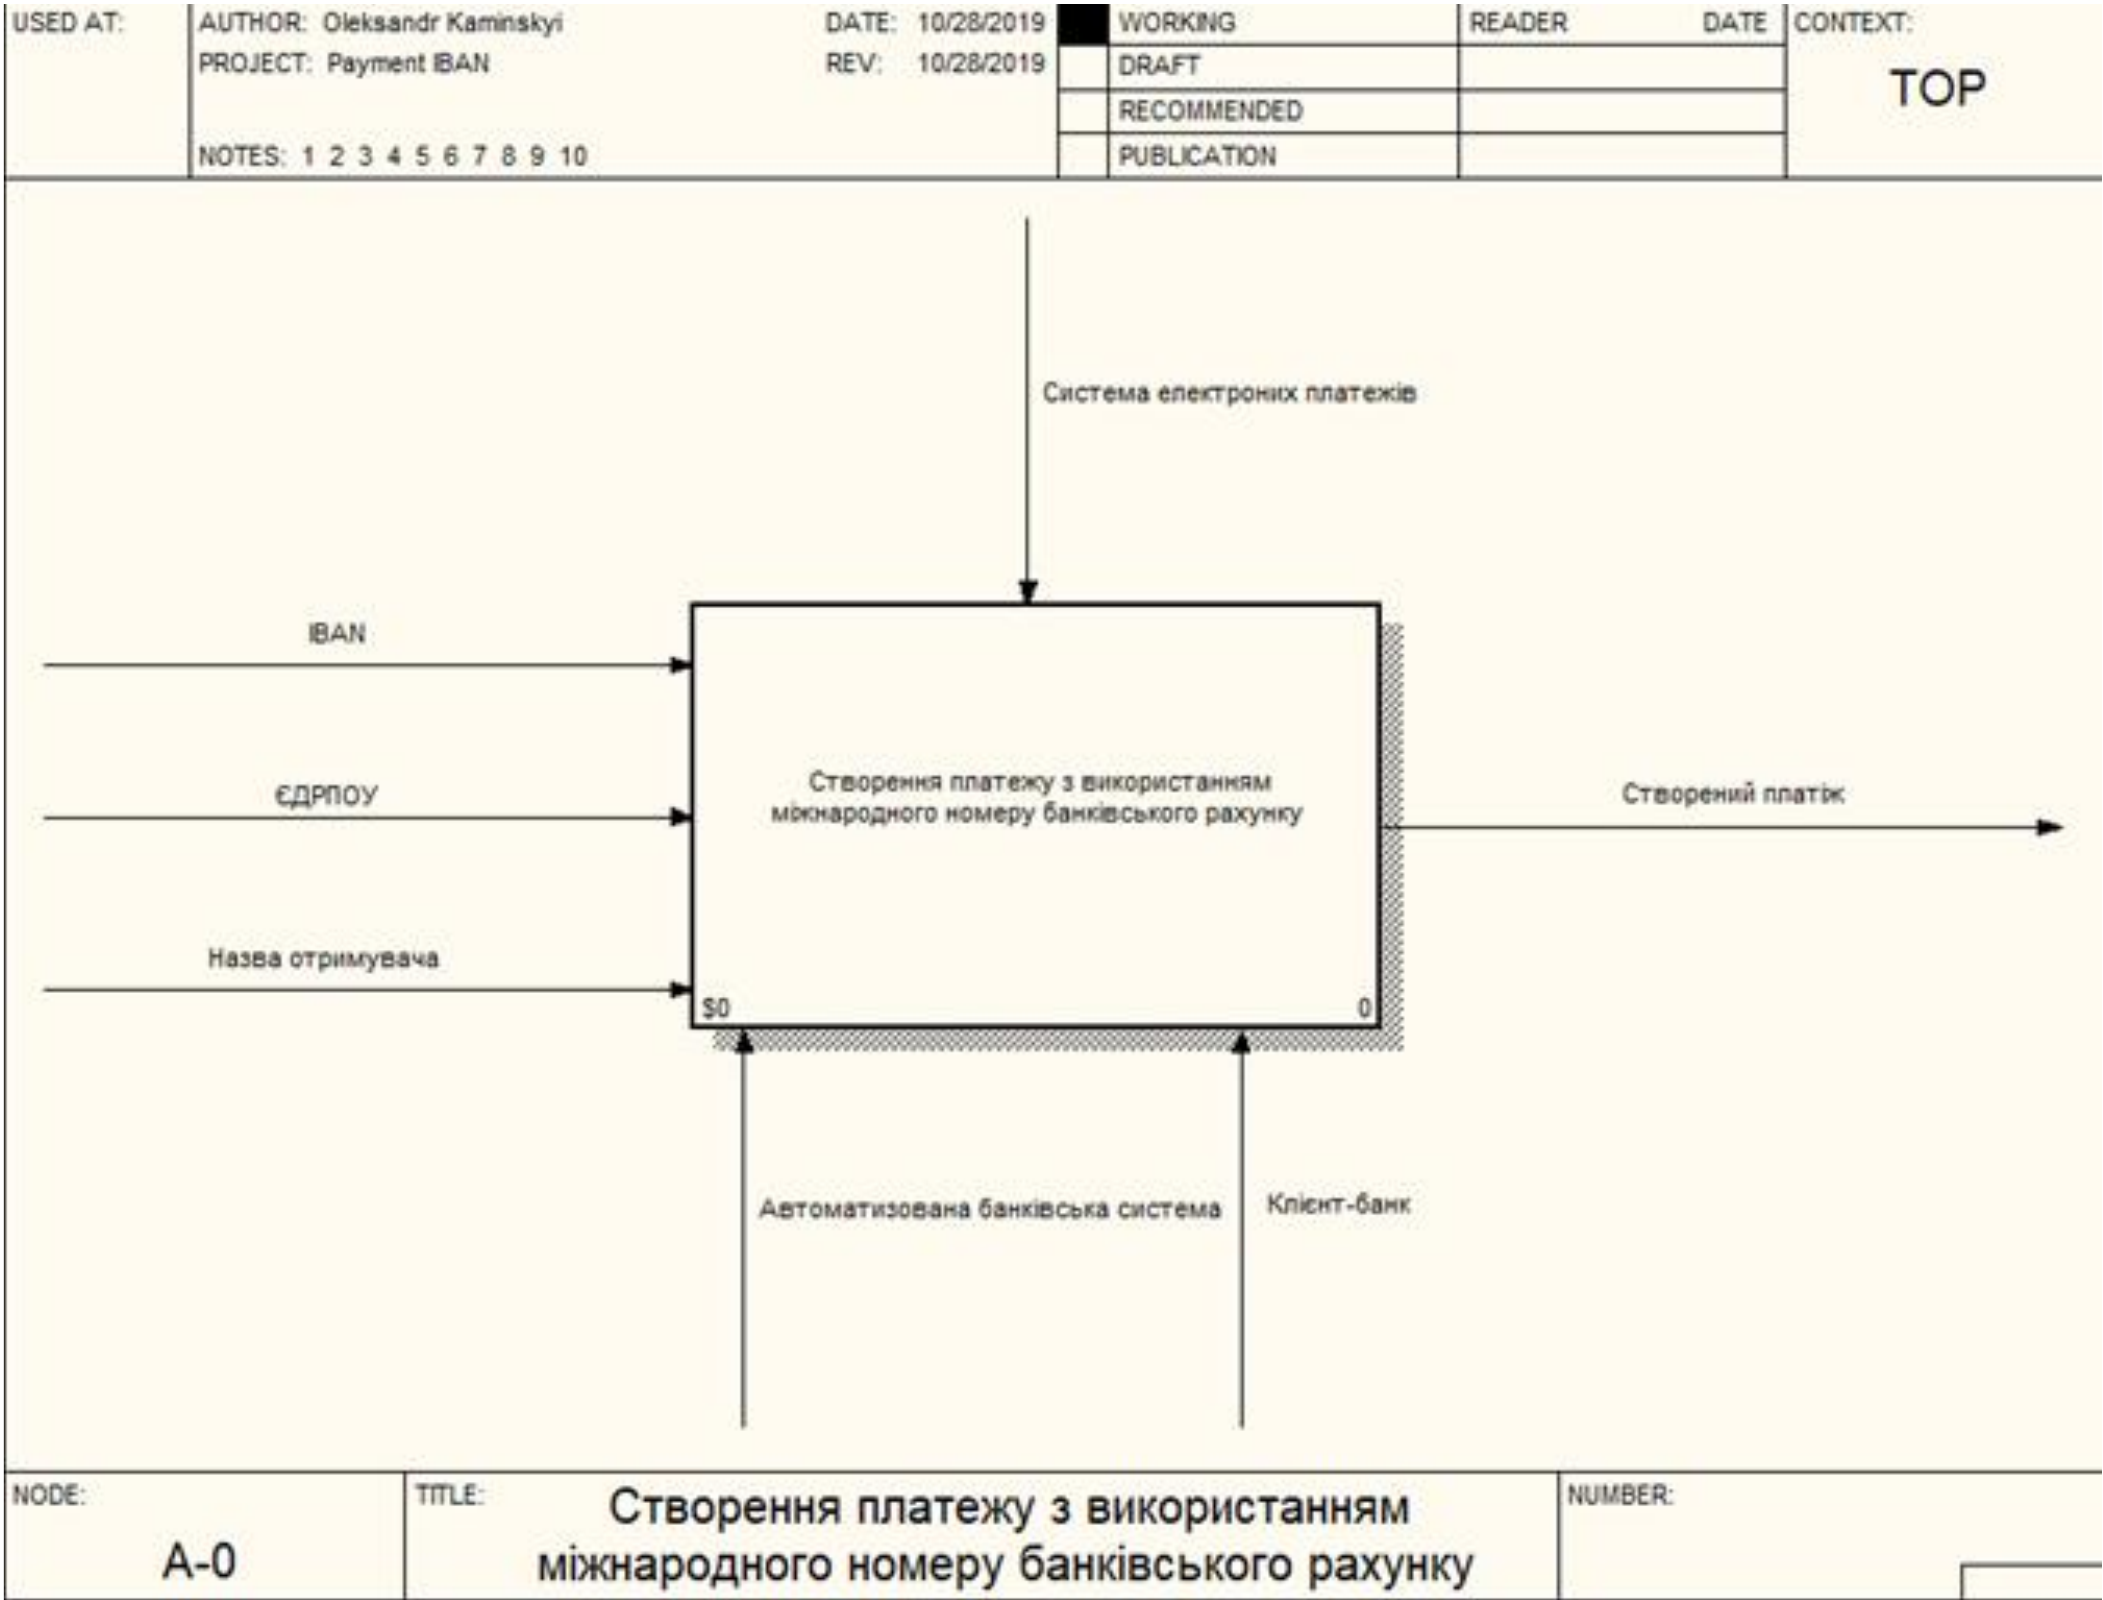 USED AT:
AUTHOR: Oleksandr Kaminskyi
DATE: 10/28/2019
PROJECT: Payment IBAN
REV: 10/28/2019
NOTES: 1 2 3 4 5 6 7 8 9 10
WORKING
DRAFT
RECOMMENDED
PUBLICATION
READER DATE
CONTEXT:
TOP
Система електроних платежів
IBAN
ЄДРПОУ
Назва отримувача
Створення платежу з використанням
міжнародного номеру банківського рахунку
$0
0
Створений платіж
Автоматизована банківська система
Клієнт-банк
NODE:
A-0
TITLE:
Створення платежу з використанням
міжнародного номеру банківського рахунку
NUMBER: